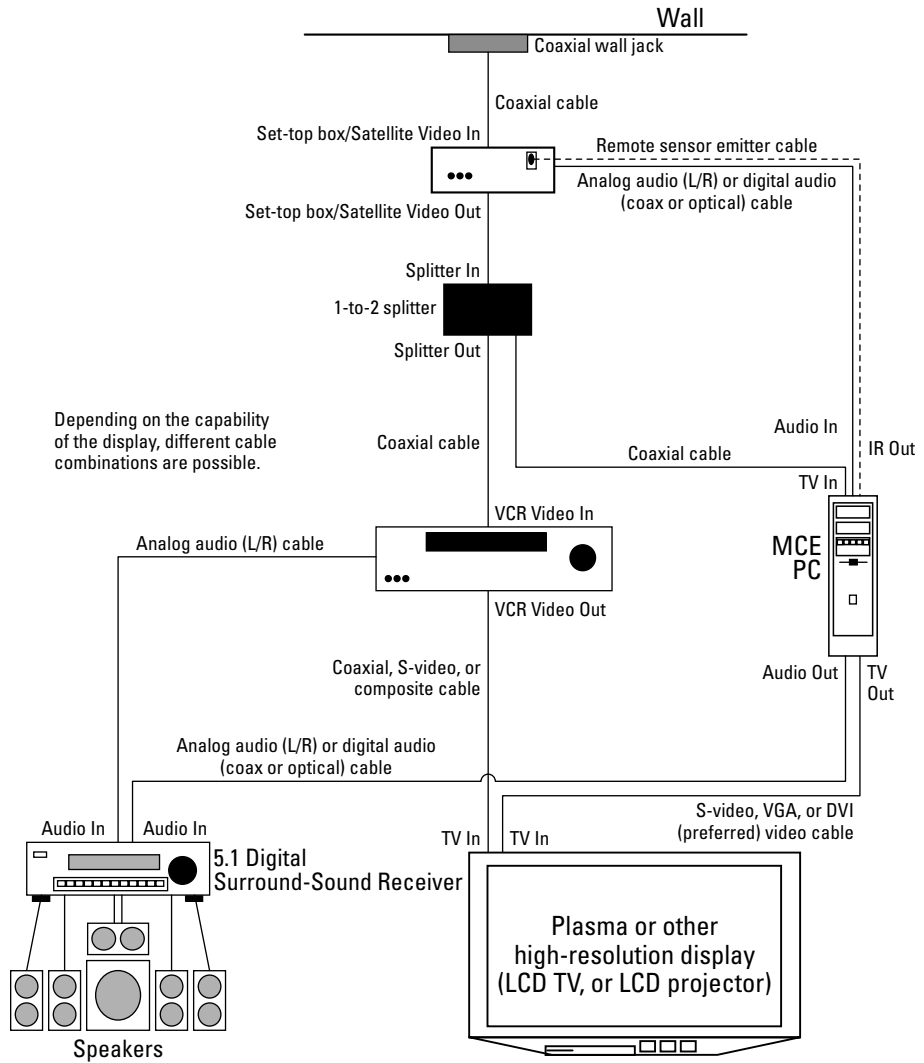 Wall
Coaxial wall jack
Coaxial cable
Set-top box/Satellite Video In
Remote sensor emitter cable
Analog audio (L/R) or digital audio
(coax or optical) cable
Set-top box/Satellite Video Out
Splitter In
1-to-2 splitter
Splitter Out
Depending on the capability
of the display, different cable
combinations are possible.
Coaxial cable
Coaxial cable
Audio In
IR Out
TV In
VCR Video In
Analog audio (L/R) cable
MCE
PC
VCR Video Out
Coaxial, S-video, or
composite cable
Audio Out
TV
Out
Analog audio (L/R) or digital audio
(coax or optical) cable
S-video, VGA, or DVI
(preferred) video cable
Audio In
Audio In
TV In
TV In
5.1 Digital
Surround-Sound Receiver
Plasma or other
high-resolution display
(LCD TV, or LCD projector)
Speakers